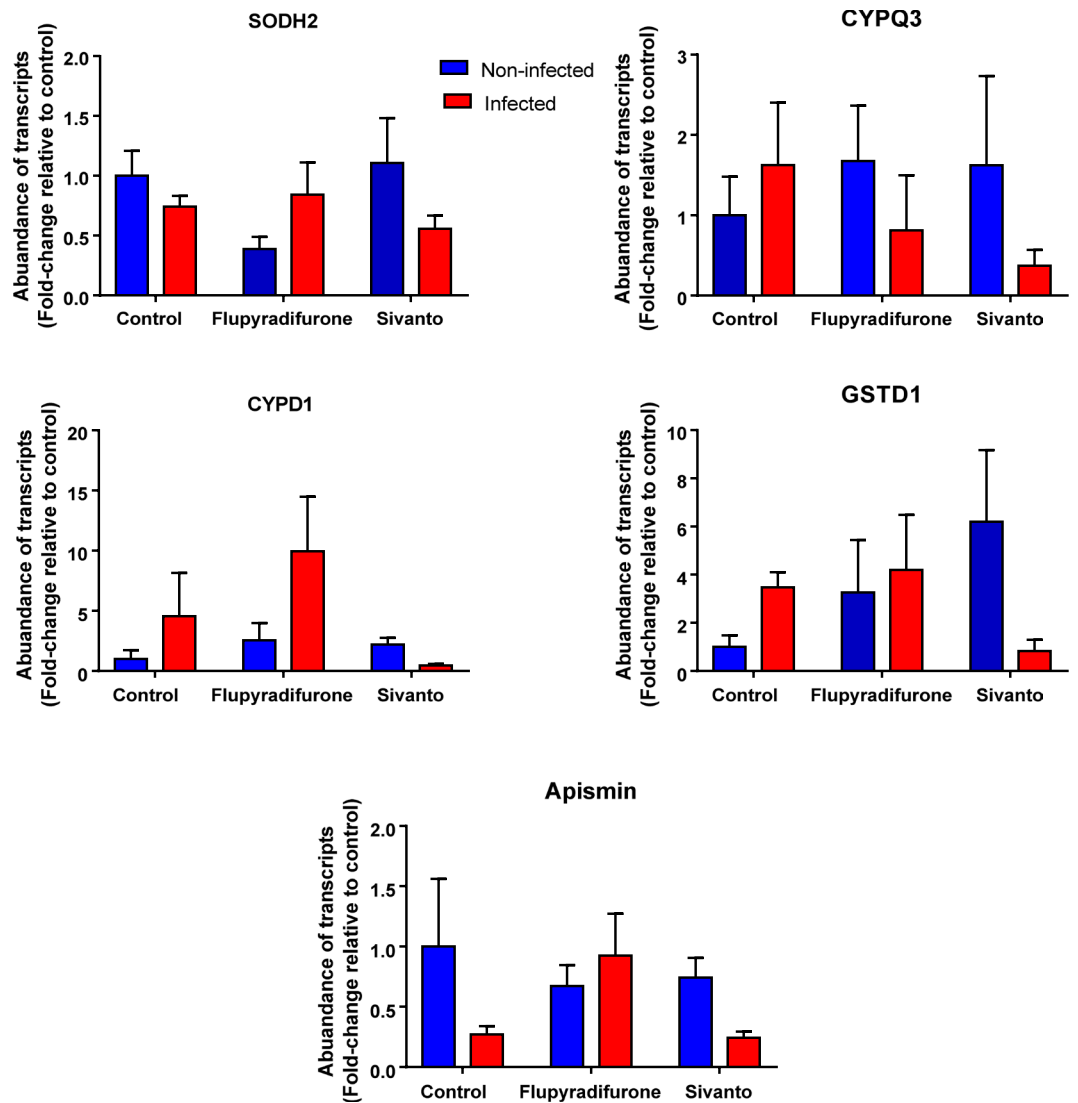 SODH2
Abuandance of transcripts
(Fold-change relative to control)
2.0
1.5
1.0
0.5
0.0
Control Flupyradifurone Sivanto
Non-infected
Infected
CYPQ3
Abuandance of transcripts
(Fold-change relative to control)
3
2
1
0
Control Flupyradifurone Sivanto
CYPD1
Abuandance of transcripts
(Fold-change relative to control)
20
15
10
5
0
Control Flupyradifurone Sivanto
GSTD1
Abuandance of transcripts
(Fold-change relative to control)
10
8
6
4
2
0
Control Flupyradifurone Sivanto
Apismin
Abuandance of transcripts
(Fold-change relative to control)
2.0
1.5
1.0
0.5
0.0
Control Flupyradifurone Sivanto